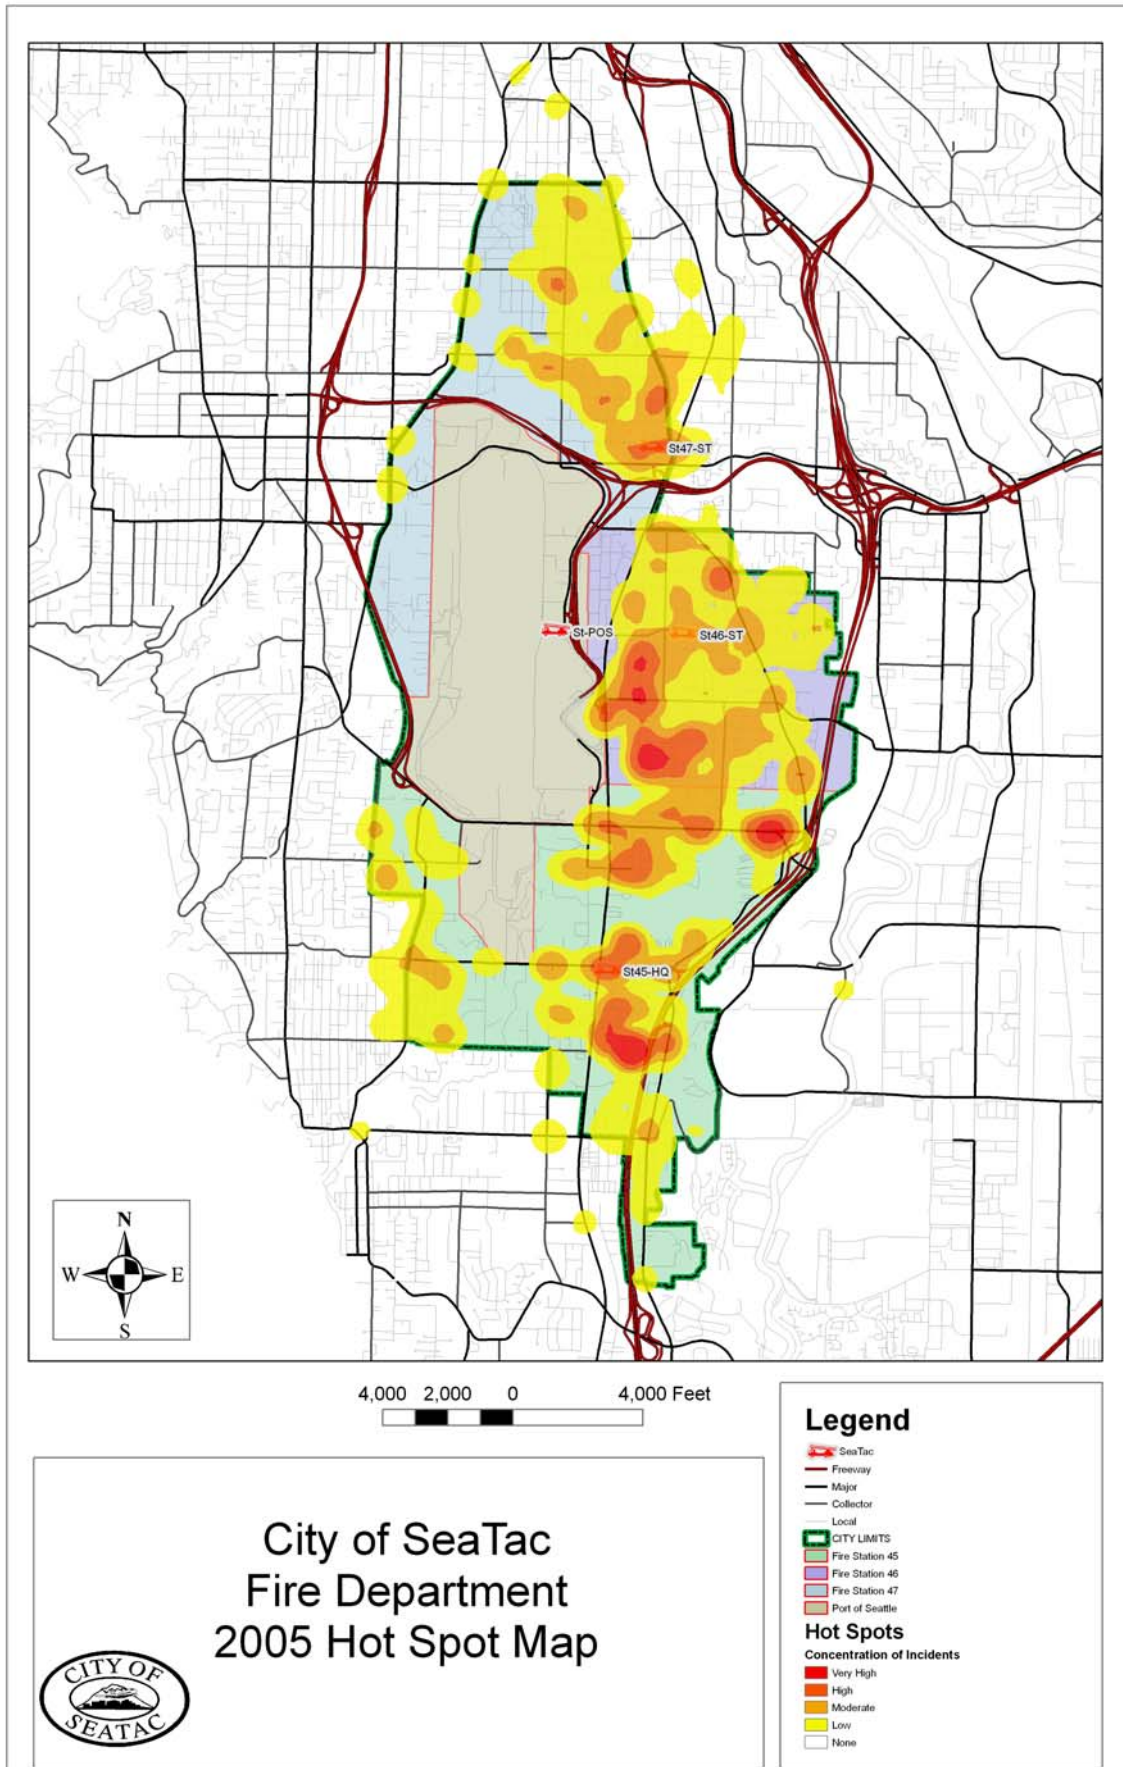 St47-ST
St-POS
St46-ST
St45-HQ
N
W
E
S
4,000 2,000 0 4,000 Feet
Legend
SeaTac
Freeway
Major
Collector
Local
CITY LIMITS
Fire Station 45
Fire Station 46
Fire Station 47
Port of Seattle
Hot Spots
Concentration of Incidents
Very High
High
Moderate
Low
None
City of SeaTac
Fire Department
2005 Hot Spot Map
CITY OF
SEATAC